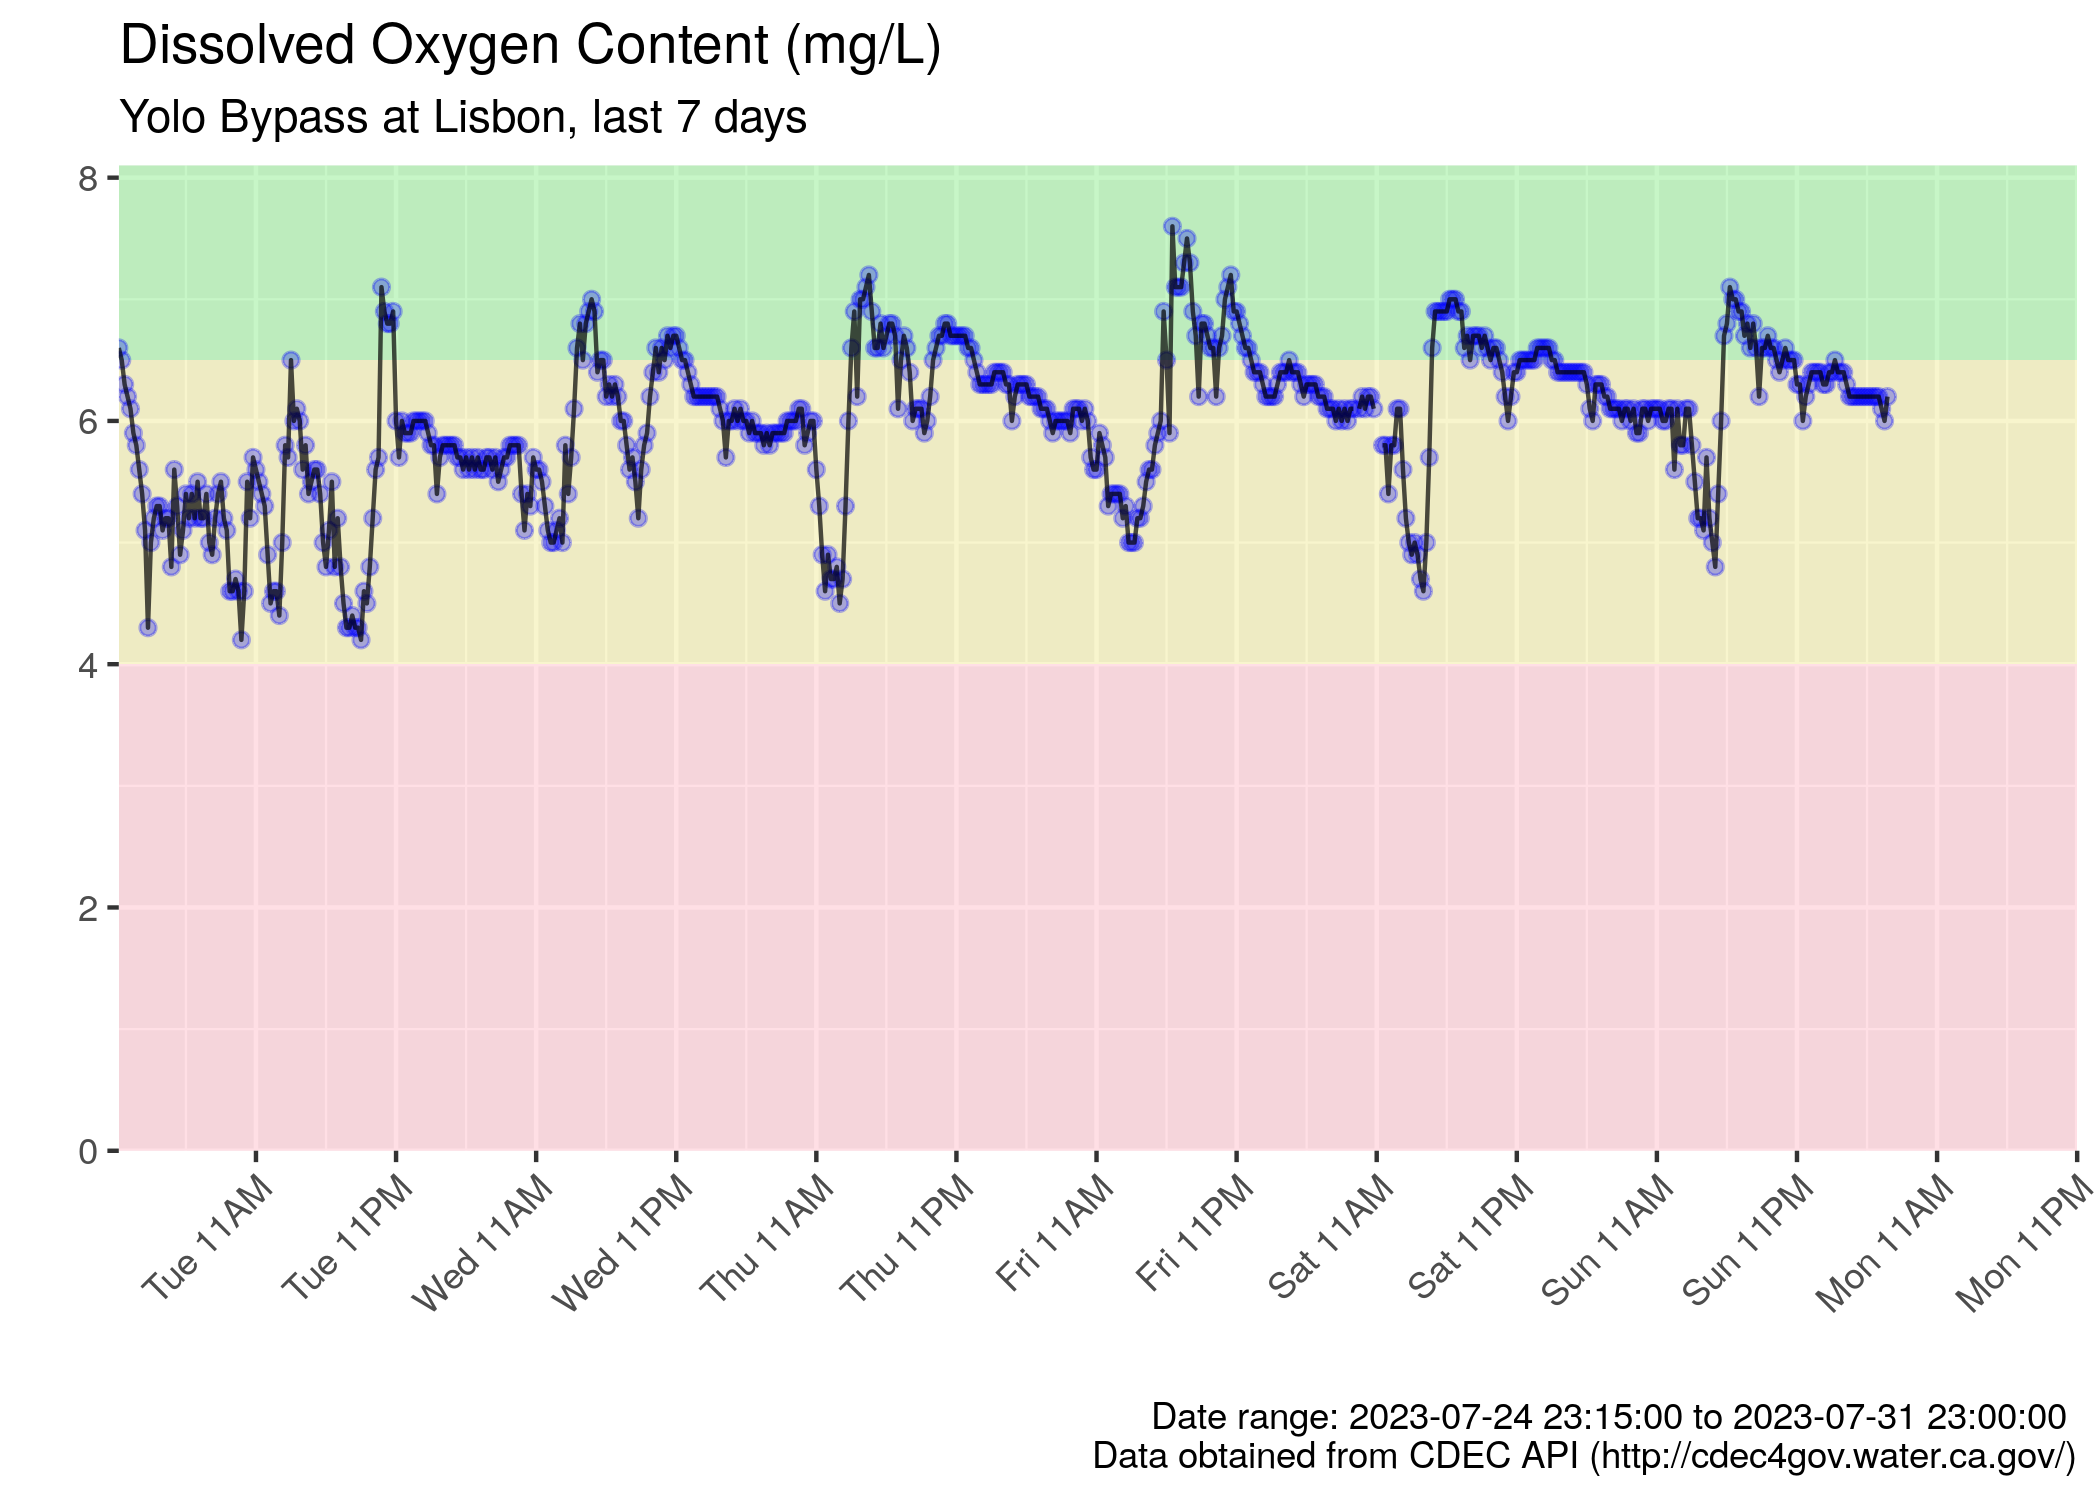 Dissolved Oxygen Content (mg/L)
Yolo Bypass at Lisbon, last 7 days
8
6
4
2
0
Tue 11AM
Tue 11PM
Wed 11AM
Wed 11PM
Thu 11AM
Thu 11PM
Fri 11AM
Fri 11PM
Sat 11AM
Sat 11PM
Sun 11AM
Sun 11PM
Mon 11AM
Mon 11PM
Date range: 2023-07-24 23:15:00 to 2023-07-31 23:00:00
Data obtained from CDEC API (http://cdec4gov.water.ca.gov/)